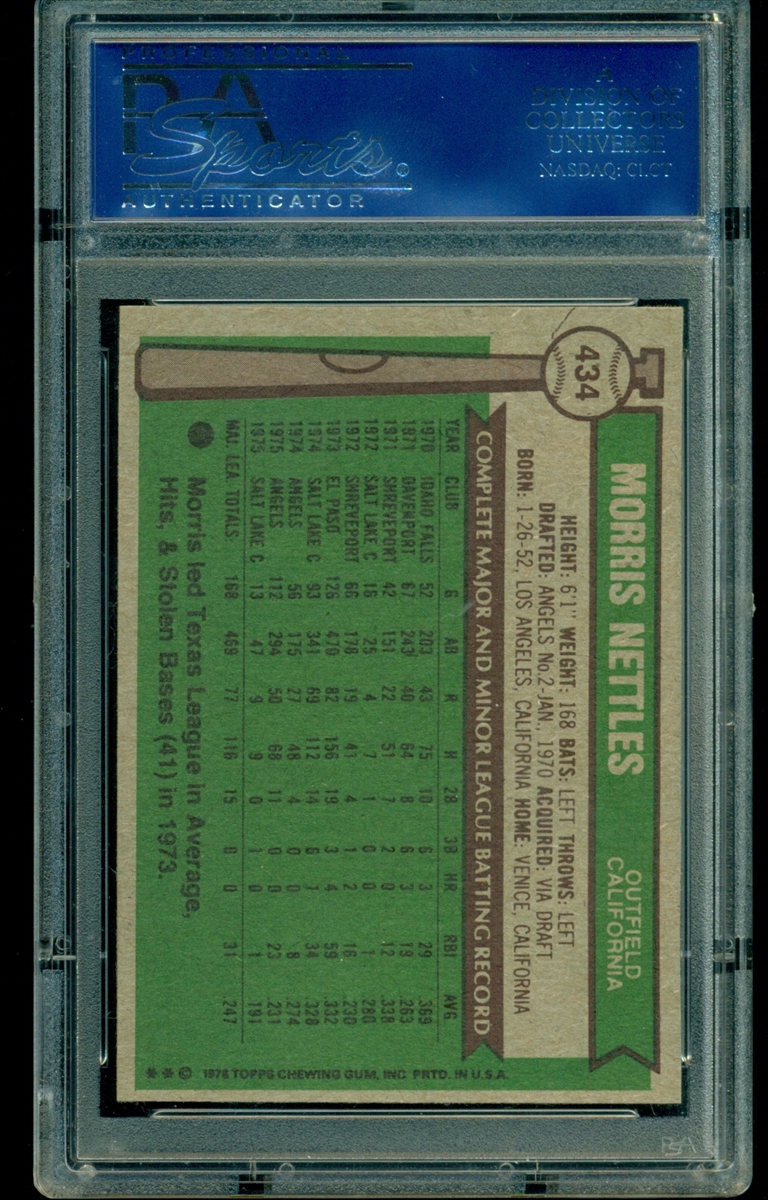 PROFESSIONAL
PSA
Sports®
AUTHENTICATOR
A
DIVISION OF
COLLECTORS
UNIVERSE
NASDAQ: CLCT
434
MORRIS NETTLES
OUTFIELD
CALIFORNIA
HEIGHT: 6'1" WEIGHT: 168 BATS: LEFT THROWS: LEFT
DRAFTED: ANGELS No.2-JAN., 1970 ACQUIRED: VIA DRAFT
BORN: 1-26-52, LOS ANGELES, CALIFORNIA HOME: VENICE, CALIFORNIA
COMPLETE MAJOR AND MINOR LEAGUE BATTING RECORD
YEAR CLUB G AB R H 2B 3B HR RBI AVG.
1970 IDAHO FALLS 52 203 43 75 10 6 3 29 .369
1971 DAVENPORT 67 243 40 64 8 6 3 19 .263
1971 SHREVEPORT 42 151 22 51 7 2 0 12 .338
1972 SALT LAKE C 16 25 4 7 1 0 0 1 .280
1972 SHREVEPORT 66 178 19 41 4 1 2 16 .230
1973 EL PASO 126 470 82 156 19 3 4 59 .332
1974 SALT LAKE C 93 341 69 112 14 6 1 34 .328
1974 ANGELS 56 175 27 48 4 0 0 8 .274
1975 ANGELS 112 294 50 68 11 0 0 23 .231
1975 SALT LAKE C 13 47 9 9 0 1 0 1 .191
MAJ. LEA. TOTALS 168 469 77 116 15 0 0 31 .247
Morris led Texas League in Average,
Hits, & Stolen Bases (41) in 1973.
* * © 1976 TOPPS CHEWING GUM, INC. PRTD. IN U.S.A.
PSA